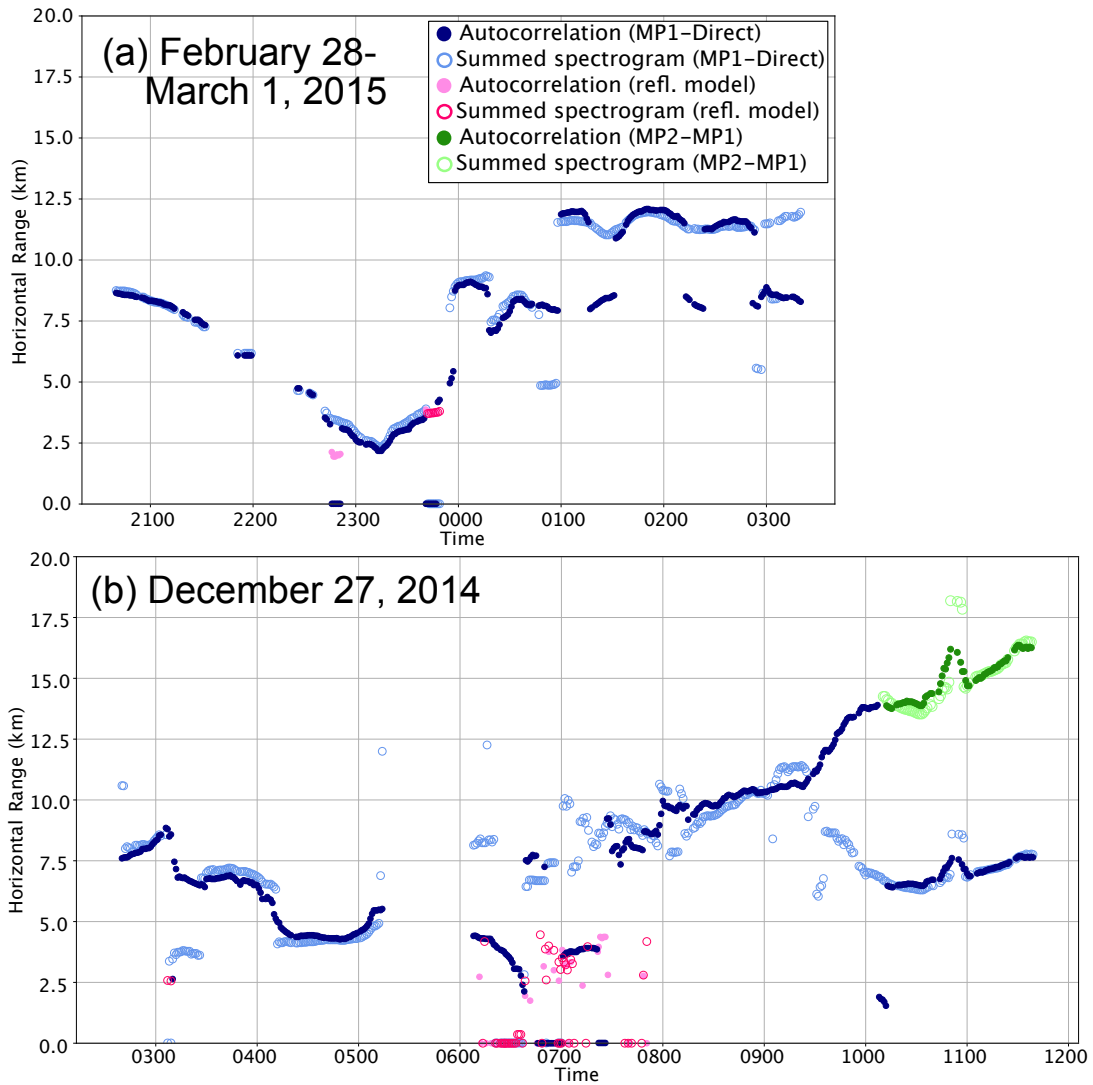 20.0
17.5
15.0
12.5
10.0
7.5
5.0
2.5
0.0
Horizontal Range (km)
(a) February 28-
March 1, 2015
Autocorrelation (MP1-Direct)
Summed spectrogram (MP1-Direct)
Autocorrelation (refl. model)
Summed spectrogram (refl. model)
Autocorrelation (MP2-MP1)
Summed spectrogram (MP2-MP1)
2100 2200 2300 0000 0100 0200 0300
Time
20.0
17.5
15.0
12.5
10.0
7.5
5.0
2.5
0.0
Horizontal Range (km)
(b) December 27, 2014
0300 0400 0500 0600 0700 0800 0900 1000 1100 1200
Time